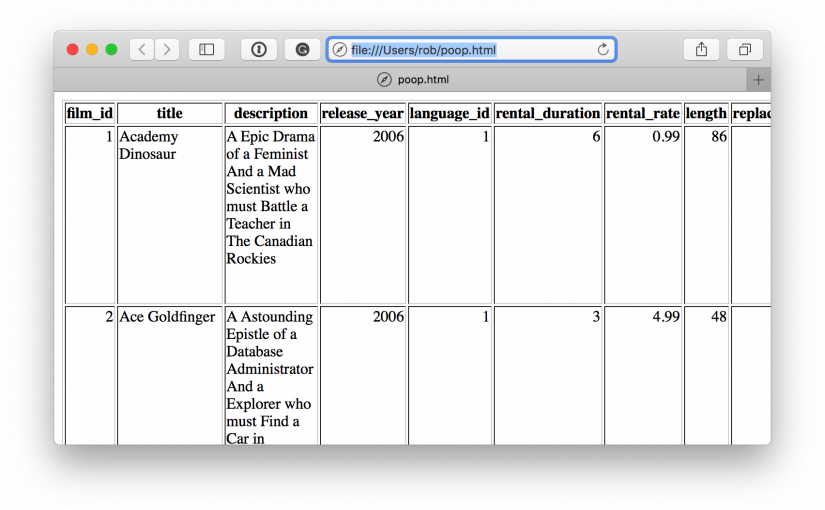 file:///Users/rob/poop.html
poop.html
film_id title description release_year language_id rental_duration rental_rate length replac
1 Academy A Epic Drama 2006 1 6 0.99 86
Dinosaur of a Feminist
And a Mad
Scientist who
must Battle a
Teacher in
The Canadian
Rockies
2 Ace Goldfinger A Astounding 2006 1 3 4.99 48
Epistle of a
Database
Administrator
And a
Explorer who
must Find a
Car in